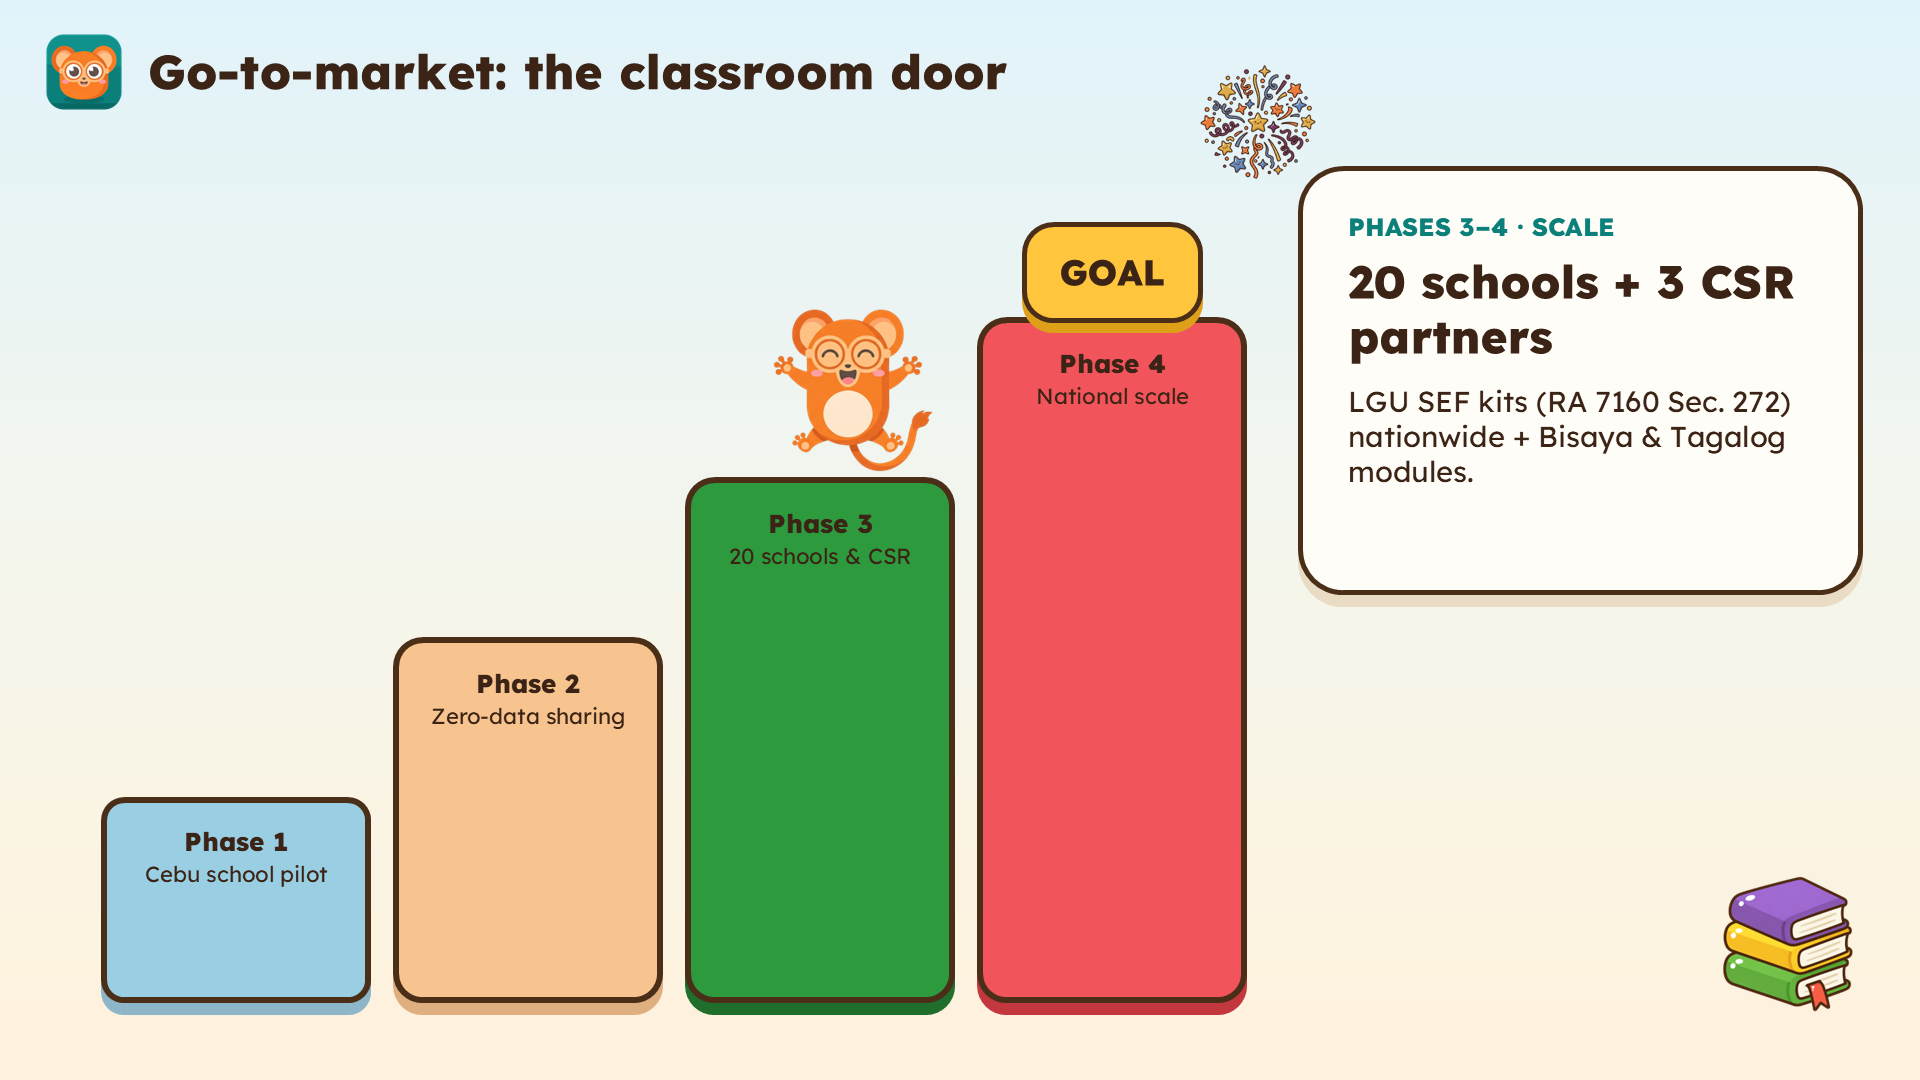 Go-to-market: the classroom door
GOAL
Phase 4
National scale
Phase 3
20 schools & CSR
Phase 2
Zero-data sharing
Phase 1
Cebu school pilot
PHASES 3–4 · SCALE
20 schools + 3 CSR
partners
LGU SEF kits (RA 7160 Sec. 272)
nationwide + Bisaya & Tagalog
modules.